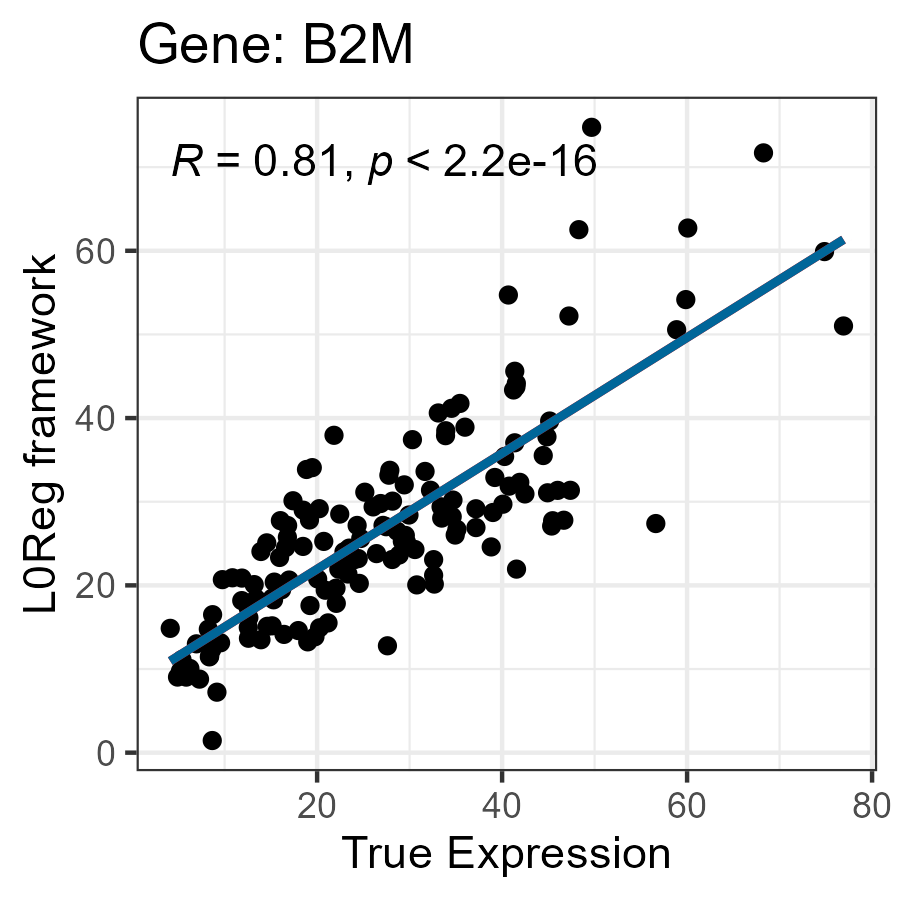 Gene: B2M
R = 0.81, p < 2.2e-16
L0Reg framework
60
40
20
0
20 40 60 80
True Expression